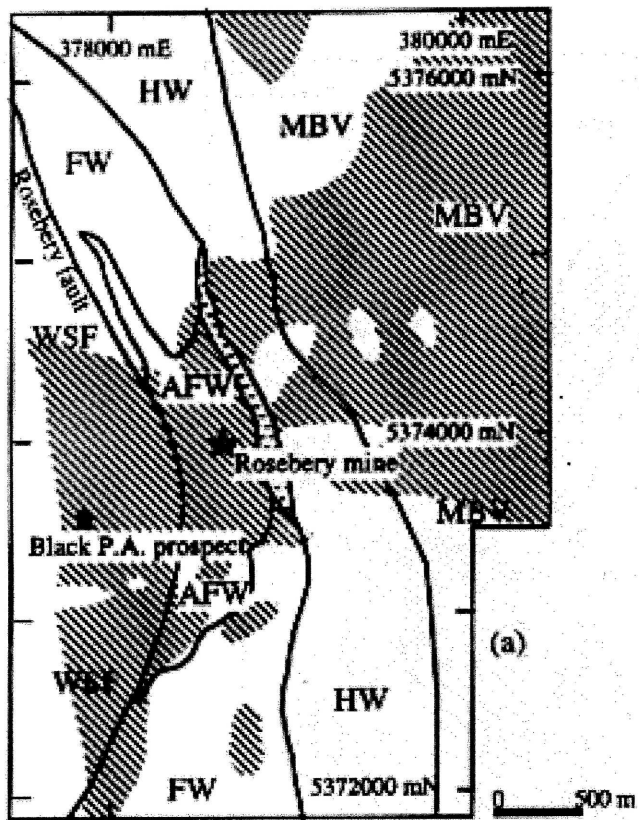 378000 mE
380000 mE
5376000 mN
HW
MBV
FW
MBV
Rosebery fault
WSF
AFW
5374000 mN
Rosebery mine
MBV
Black P.A. prospect
AFW
(a)
WSF
HW
FW
5372000 mN
0 500 m